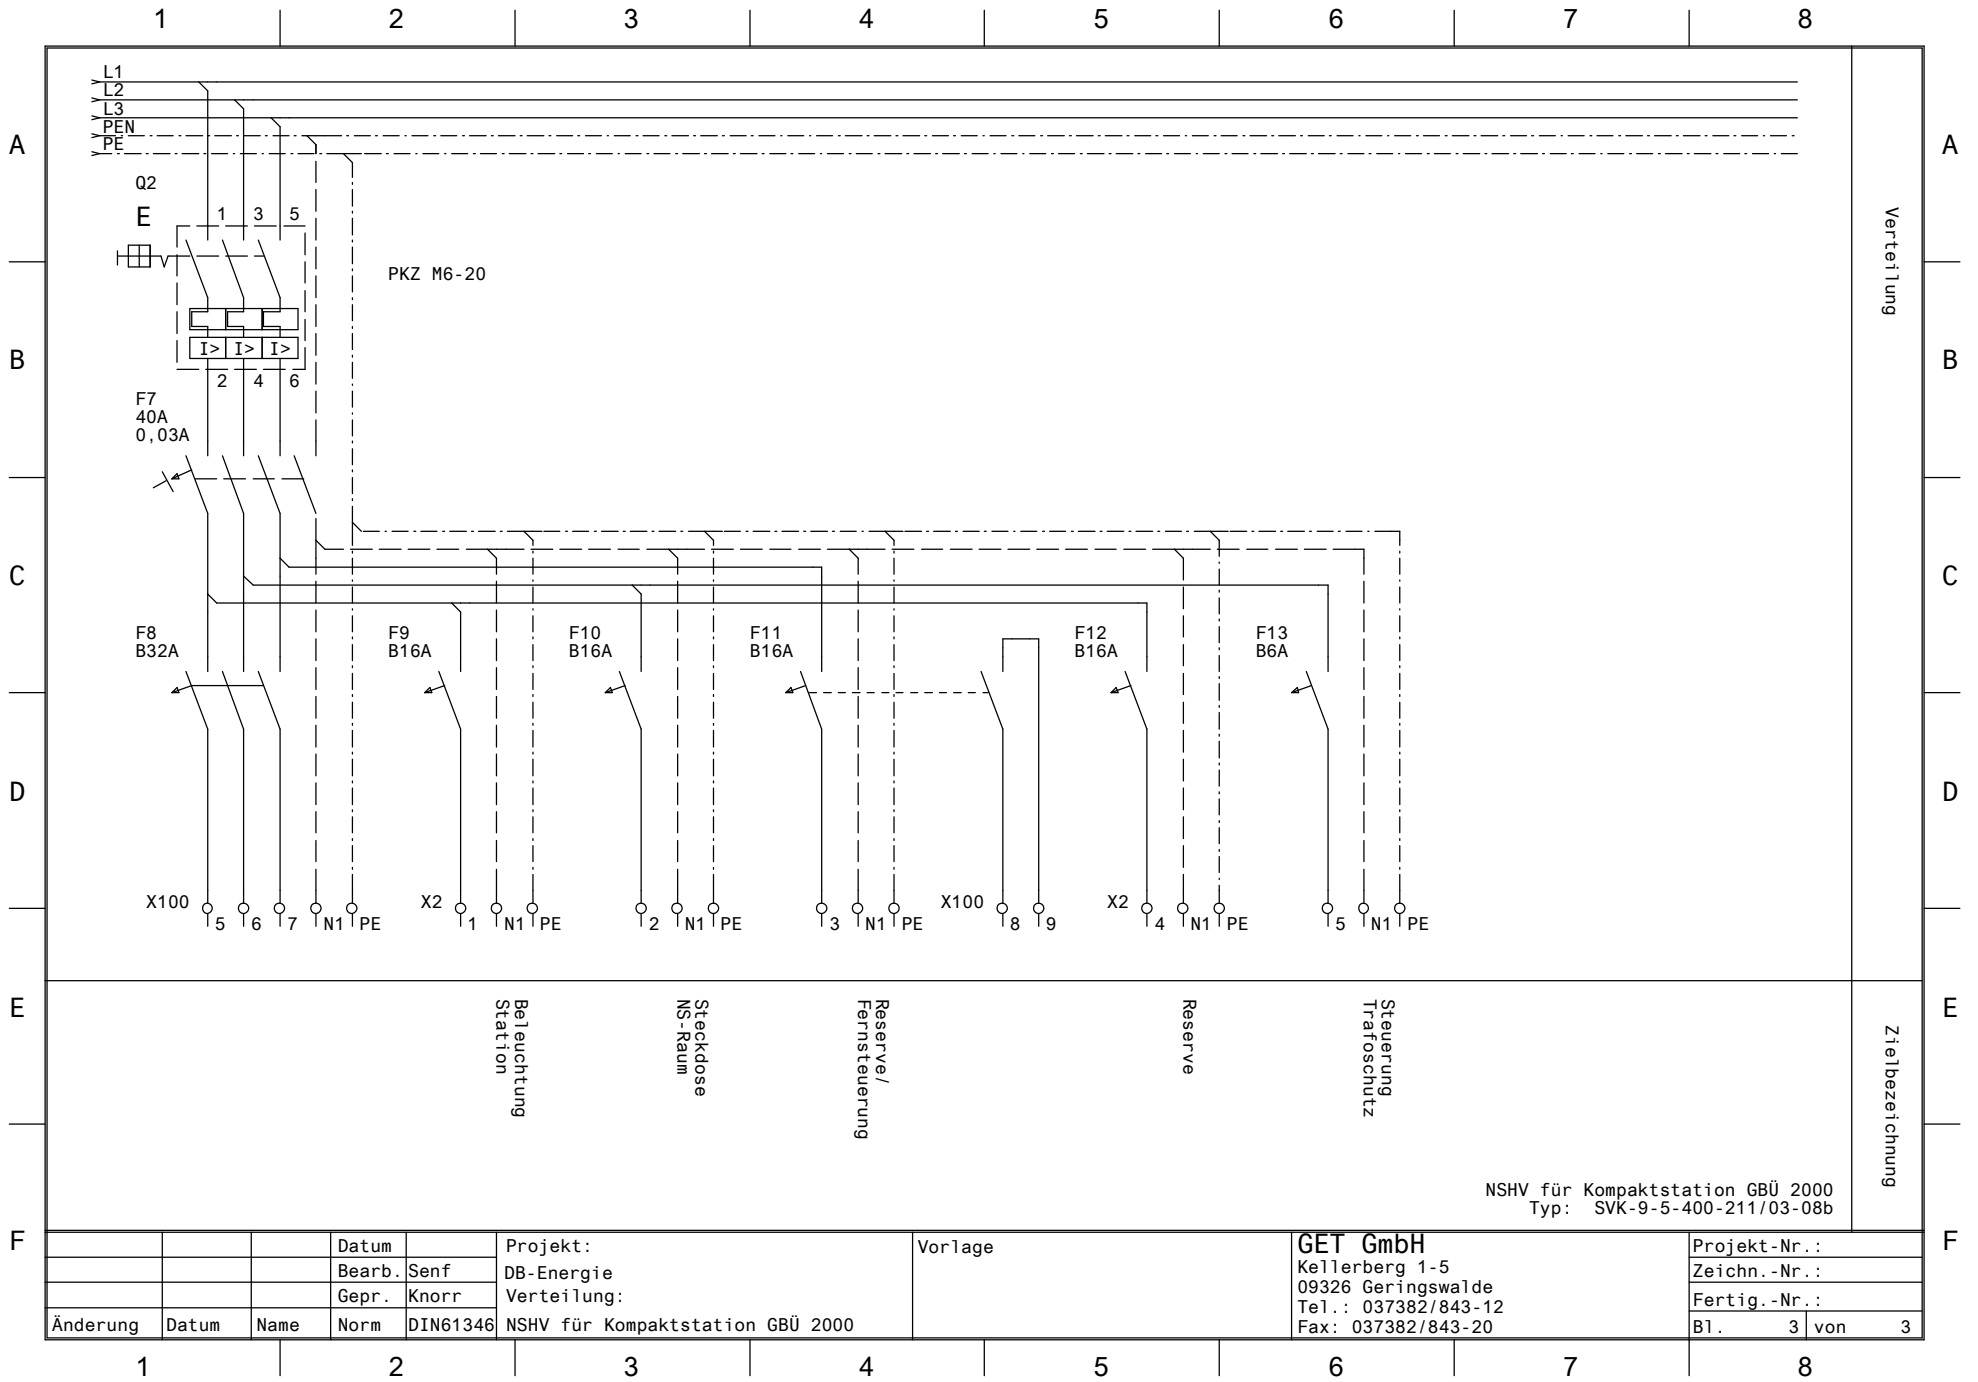 1 2 3 4 5 6 7 8
L1
L2
L3
PEN
PE
A A
Q2
E
1 3 5
PKZ M6-20
Verteilung
I> I> I>
B B
2 4 6
F7
40A
0,03A
C C
F8
B32A
F9
B16A
F10
B16A
F11
B16A
F12
B16A
F13
B6A
D D
X100 5 6 7 N1 PE
X2 1 N1 PE
2 N1 PE
3 N1 PE
X100 8 9
X2 4 N1 PE
5 N1 PE
E E
Beleuchtung
Station
Steckdose
NS-Raum
Reserve/
Fernsteuerung
Reserve
Steuerung
Trafoschutz
Zielbezeichnung
NSHV für Kompaktstation GBÜ 2000
Typ: SVK-9-5-400-211/03-08b
F F
Datum
Bearb. Senf
Gepr. Knorr
Änderung Datum Name Norm DIN61346
Projekt:
DB-Energie
Verteilung:
NSHV für Kompaktstation GBÜ 2000
Vorlage
GET GmbH
Kellerberg 1-5
09326 Geringswalde
Tel.: 037382/843-12
Fax: 037382/843-20
Projekt-Nr.:
Zeichn.-Nr.:
Fertig.-Nr.:
Bl. 3 von 3
1 2 3 4 5 6 7 8